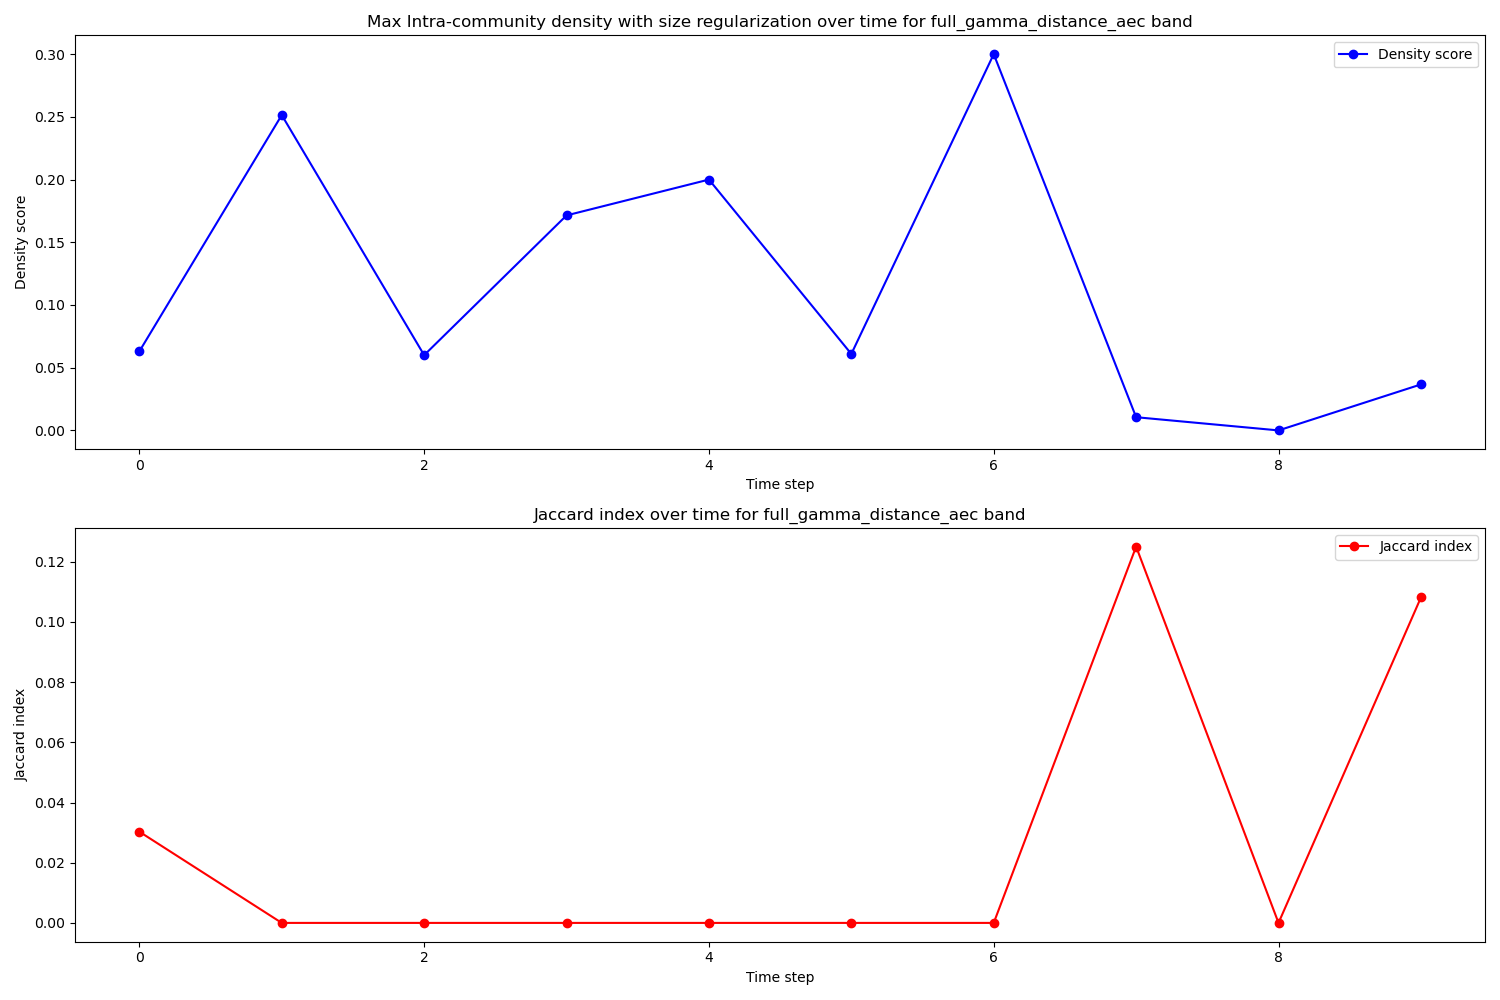 Max Intra-community density with size regularization over time for full_gamma_distance_aec band
Density score
0.30
0.25
0.20
0.15
0.10
0.05
0.00
Density score
0 2 4 6 8
Time step
Jaccard index over time for full_gamma_distance_aec band
Jaccard index
0.12
0.10
0.08
0.06
0.04
0.02
0.00
Jaccard index
0 2 4 6 8
Time step